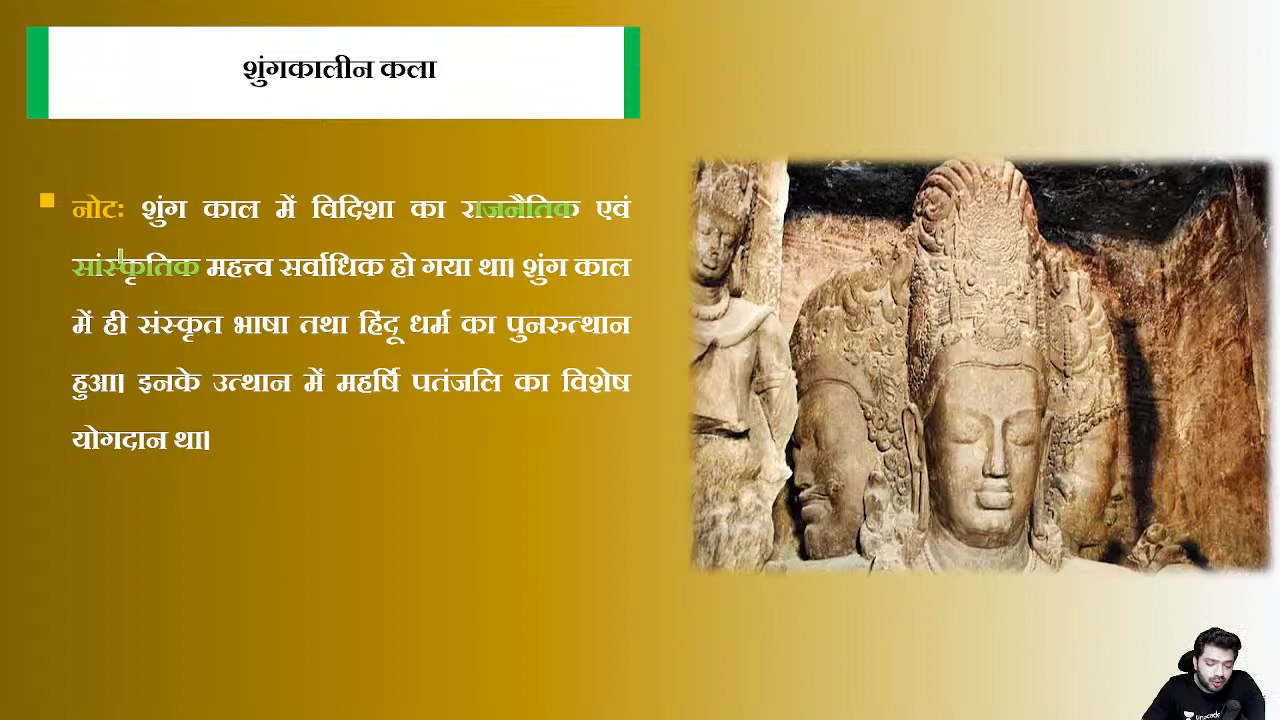 शुंगकालीन कला
नोटः शुंग काल में विदिशा का राजनैतिक एवं
सांस्कृतिक महत्त्व सर्वाधिक हो गया था। शुंग काल
में ही संस्कृत भाषा तथा हिंदू धर्म का पुनरुत्थान
हुआ। इनके उत्थान में महर्षि पतंजलि का विशेष
योगदान था।